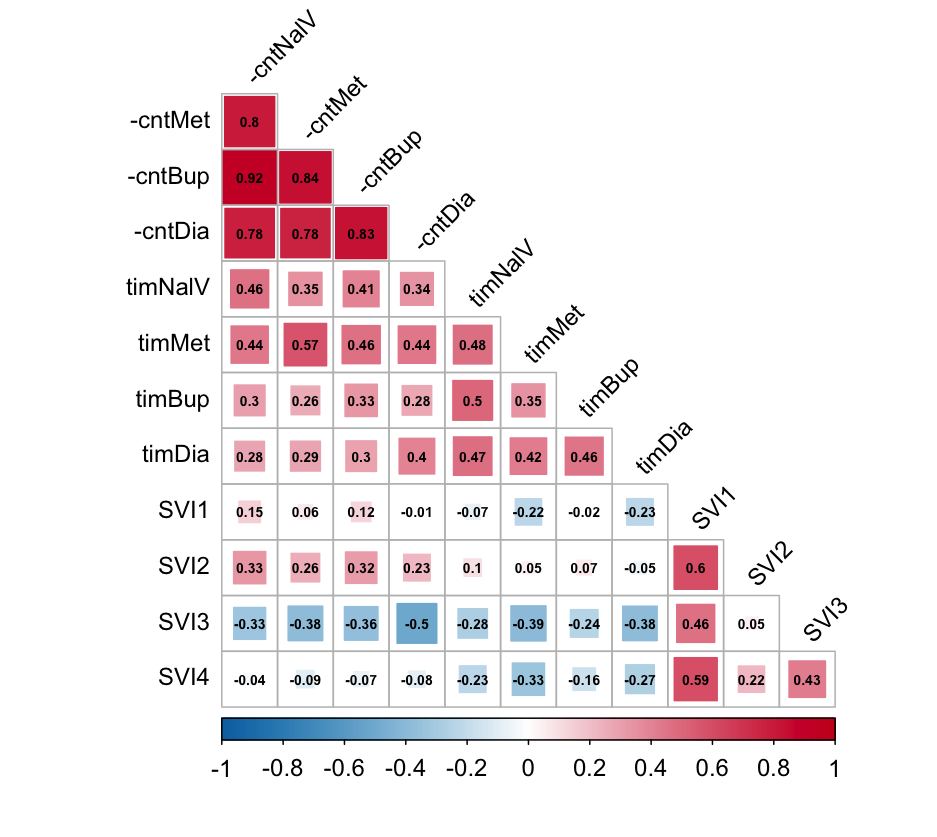 -cntNalV
-cntMet 0.8 -cntMet
-cntBup 0.92 0.84 -cntBup
-cntDia 0.78 0.78 0.83 -cntDia
timNalV 0.46 0.35 0.41 0.34 timNalV
timMet 0.44 0.57 0.46 0.44 0.48 timMet
timBup 0.3 0.26 0.33 0.28 0.5 0.35 timBup
timDia 0.28 0.29 0.3 0.4 0.47 0.42 0.46 timDia
SVI1 0.15 0.06 0.12 -0.01 -0.07 -0.22 -0.02 -0.23 SVI1
SVI2 0.33 0.26 0.32 0.23 0.1 0.05 0.07 -0.05 0.6 SVI2
SVI3 -0.33 -0.38 -0.36 -0.5 -0.28 -0.39 -0.24 -0.38 0.46 0.05 SVI3
SVI4 -0.04 -0.09 -0.07 -0.08 -0.23 -0.33 -0.16 -0.27 0.59 0.22 0.43
-1 -0.8 -0.6 -0.4 -0.2 0 0.2 0.4 0.6 0.8 1